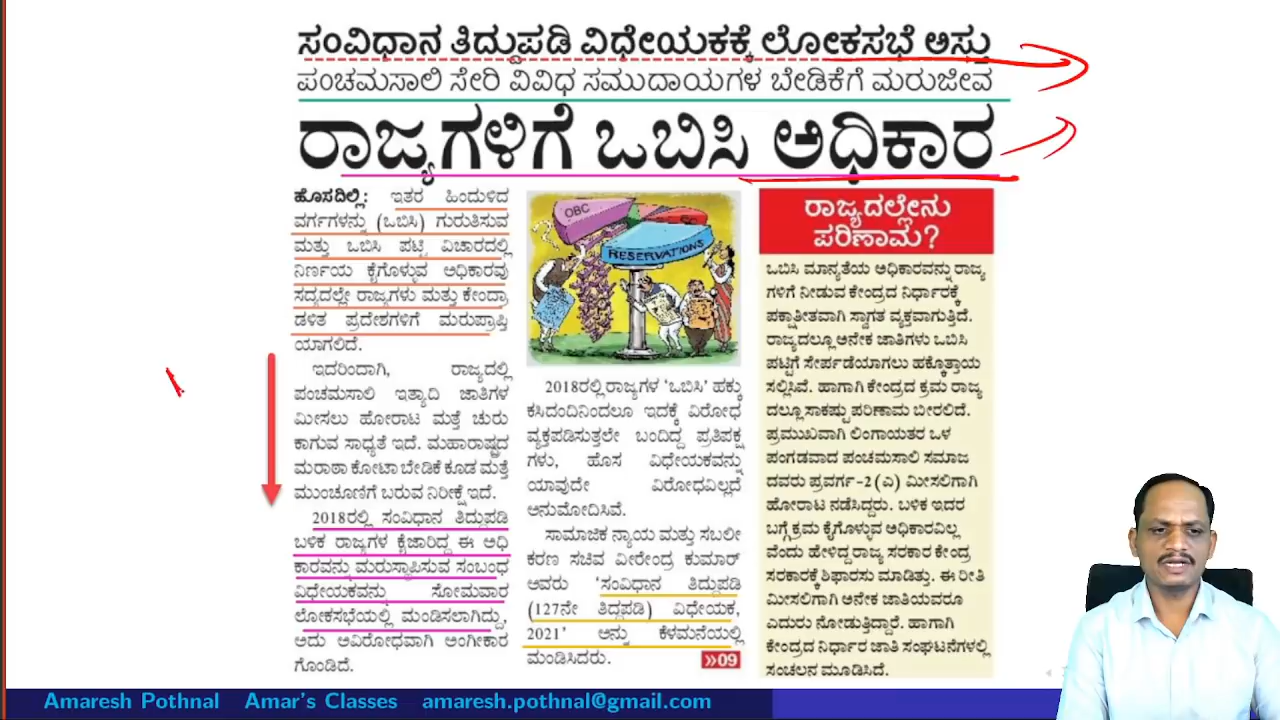 ಸಂವಿಧಾನ ತಿದ್ದುಪಡಿ ವಿಧೇಯಕಕ್ಕೆ ಲೋಕಸಭೆ ಅಸ್ತು
ಪಂಚಮಸಾಲಿ ಸೇರಿ ವಿವಿಧ ಸಮುದಾಯಗಳ ಬೇಡಿಕೆಗೆ ಮರುಜೀವ
ರಾಜ್ಯಗಳಿಗೆ ಒಬಿಸಿ ಅಧಿಕಾರ
ಹೊಸದಿಲ್ಲಿ: ಇತರ ಹಿಂದುಳಿದ
ವರ್ಗಗಳನ್ನು (ಒಬಿಸಿ) ಗುರುತಿಸುವ
ಮತ್ತು ಒಬಿಸಿ ಪಟ್ಟಿ ವಿಚಾರದಲ್ಲಿ
ನಿರ್ಣಯ ಕೈಗೊಳ್ಳುವ ಅಧಿಕಾರವು
ಸದ್ಯದಲ್ಲೇ ರಾಜ್ಯಗಳು ಮತ್ತು ಕೇಂದ್ರಾ
ಡಳಿತ ಪ್ರದೇಶಗಳಿಗೆ ಮರುಪ್ರಾಪ್ತಿ
ಯಾಗಲಿದೆ.
ಇದರಿಂದಾಗಿ, ರಾಜ್ಯದಲ್ಲಿ
ಪಂಚಮಸಾಲಿ ಇತ್ಯಾದಿ ಜಾತಿಗಳ
ಮೀಸಲು ಹೋರಾಟ ಮತ್ತೆ ಚುರು
ಕಾಗುವ ಸಾಧ್ಯತೆ ಇದೆ. ಮಹಾರಾಷ್ಟ್ರದ
ಮರಾಠಾ ಕೋಟಾ ಬೇಡಿಕೆ ಕೂಡ ಮತ್ತೆ
ಮುಂಚೂಣಿಗೆ ಬರುವ ನಿರೀಕ್ಷೆ ಇದೆ.
2018ರಲ್ಲಿ ಸಂವಿಧಾನ ತಿದ್ದುಪಡಿ
ಬಳಿಕ ರಾಜ್ಯಗಳ ಕೈಜಾರಿದ್ದ ಈ ಅಧಿ
ಕಾರವನ್ನು ಮರುಸ್ಥಾಪಿಸುವ ಸಂಬಂಧ
ವಿಧೇಯಕವನ್ನು ಸೋಮವಾರ
ಲೋಕಸಭೆಯಲ್ಲಿ ಮಂಡಿಸಲಾಗಿದ್ದು,
ಅದು ಅವಿರೋಧವಾಗಿ ಅಂಗೀಕಾರ
ಗೊಂಡಿದೆ.
OBC
SC
RESERVATIONS
2018ರಲ್ಲಿ ರಾಜ್ಯಗಳ ‘ಒಬಿಸಿ’ ಹಕ್ಕು
ಕಸಿದಂದಿನಿಂದಲೂ ಇದಕ್ಕೆ ವಿರೋಧ
ವ್ಯಕ್ತಪಡಿಸುತ್ತಲೇ ಬಂದಿದ್ದ ಪ್ರತಿಪಕ್ಷ
ಗಳು, ಹೊಸ ವಿಧೇಯಕವನ್ನು
ಯಾವುದೇ ವಿರೋಧವಿಲ್ಲದೆ
ಅನುಮೋದಿಸಿವೆ.
ಸಾಮಾಜಿಕ ನ್ಯಾಯ ಮತ್ತು ಸಬಲೀ
ಕರಣ ಸಚಿವ ವೀರೇಂದ್ರ ಕುಮಾರ್
ಅವರು ‘ಸಂವಿಧಾನ ತಿದ್ದುಪಡಿ
(127ನೇ ತಿದ್ದಪಡಿ) ವಿಧೇಯಕ,
2021’ ಅನ್ನು ಕೆಳಮನೆಯಲ್ಲಿ
ಮಂಡಿಸಿದರು. »09
ರಾಜ್ಯದಲ್ಲೇನು
ಪರಿಣಾಮ?
ಒಬಿಸಿ ಮಾನ್ಯತೆಯ ಅಧಿಕಾರವನ್ನು ರಾಜ್ಯ
ಗಳಿಗೆ ನೀಡುವ ಕೇಂದ್ರದ ನಿರ್ಧಾರಕ್ಕೆ
ಪಕ್ಷಾತೀತವಾಗಿ ಸ್ವಾಗತ ವ್ಯಕ್ತವಾಗುತ್ತಿದೆ.
ರಾಜ್ಯದಲ್ಲೂ ಅನೇಕ ಜಾತಿಗಳು ಒಬಿಸಿ
ಪಟ್ಟಿಗೆ ಸೇರ್ಪಡೆಯಾಗಲು ಹಕ್ಕೊತ್ತಾಯ
ಸಲ್ಲಿಸಿವೆ. ಹಾಗಾಗಿ ಕೇಂದ್ರದ ಕ್ರಮ ರಾಜ್ಯ
ದಲ್ಲೂ ಸಾಕಷ್ಟು ಪರಿಣಾಮ ಬೀರಲಿದೆ.
ಪ್ರಮುಖವಾಗಿ ಲಿಂಗಾಯತರ ಒಳ
ಪಂಗಡವಾದ ಪಂಚಮಸಾಲಿ ಸಮಾಜ
ದವರು ಪ್ರವರ್ಗ-2 (ಎ) ಮೀಸಲಿಗಾಗಿ
ಹೋರಾಟ ನಡೆಸಿದ್ದರು. ಬಳಿಕ ಇದರ
ಬಗ್ಗೆ ಕ್ರಮ ಕೈಗೊಳ್ಳುವ ಅಧಿಕಾರವಿಲ್ಲ
ವೆಂದು ಹೇಳಿದ್ದ ರಾಜ್ಯ ಸರಕಾರ ಕೇಂದ್ರ
ಸರಕಾರಕ್ಕೆ ಶಿಫಾರಸು ಮಾಡಿತ್ತು. ಈ ರೀತಿ
ಮೀಸಲಿಗಾಗಿ ಅನೇಕ ಜಾತಿಯವರೂ
ಎದುರು ನೋಡುತ್ತಿದ್ದಾರೆ. ಹಾಗಾಗಿ
ಕೇಂದ್ರದ ನಿರ್ಧಾರ ಜಾತಿ ಸಂಘಟನೆಗಳಲ್ಲಿ
ಸಂಚಲನ ಮೂಡಿಸಿದೆ.
Amaresh Pothnal Amar's Classes amaresh.pothnal@gmail.com